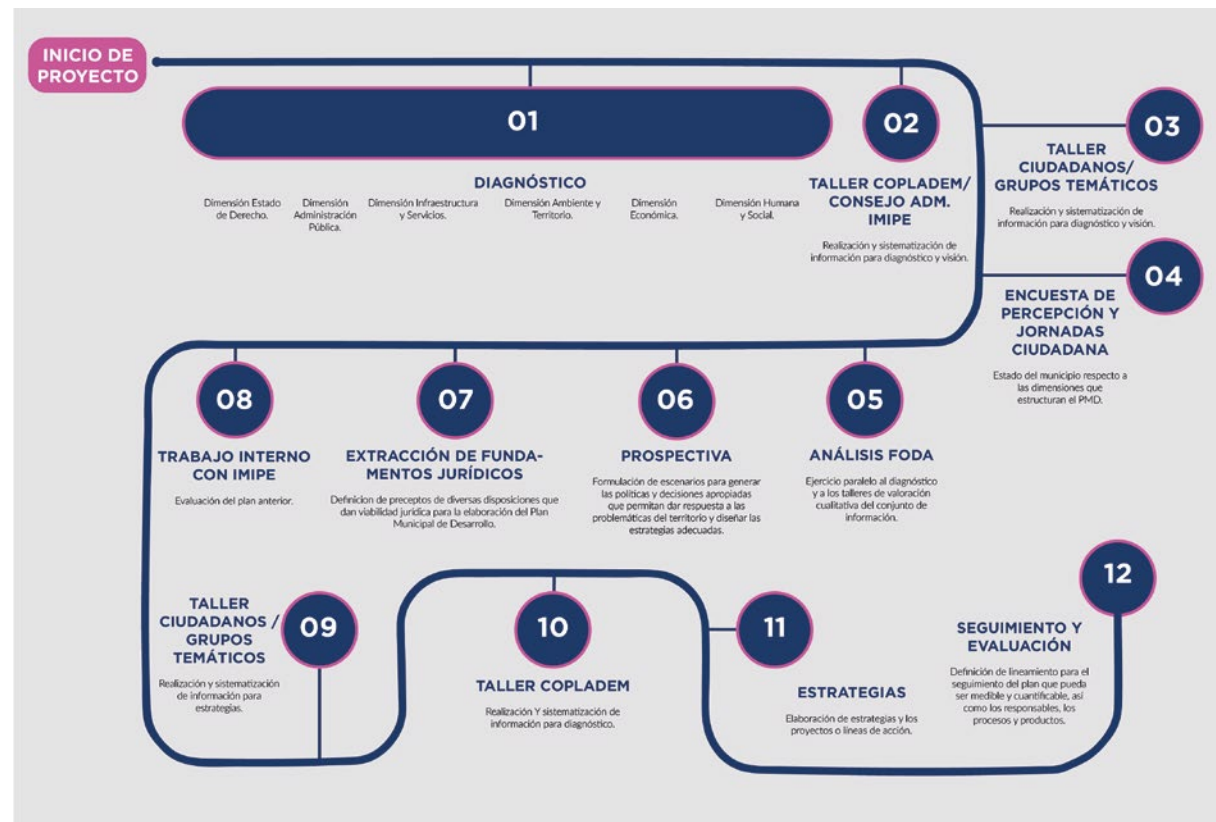 INICIO DE
PROYECTO
01
DIAGNÓSTICO
Dimensión Estado
de Derecho.
Dimensión
Administración
Pública.
Dimensión Infraestructura
y Servicios.
Dimensión Ambiente y
Territorio.
Dimensión
Económica.
Dimensión Humana
y Social.
02
TALLER COPLADEM/
CONSEJO ADM.
IMIPE
Realización y sistematización de
información para diagnóstico y visión.
03
TALLER
CIUDADANOS/
GRUPOS TEMÁTICOS
Realización y sistematización de
información para diagnóstico y visión.
04
ENCUESTA DE
PERCEPCIÓN Y
JORNADAS
CIUDADANA
Estado del municipio respecto a
las dimensiones que
estructuran el PMD.
05
ANÁLISIS FODA
Ejercicio paralelo al diagnóstico
y a los talleres de valoración
cualitativa del conjunto de
información.
06
PROSPECTIVA
Formulación de escenarios para generar
las políticas y decisiones apropiadas
que permitan dar respuesta a las
problemáticas del territorio y diseñar las
estrategias adecuadas.
07
EXTRACCIÓN DE FUNDA-
MENTOS JURÍDICOS
Definicion de preceptos de diversas disposiciones que
dan viabilidad jurídica para la elaboración del Plan
Municipal de Desarrollo.
08
TRABAJO INTERNO
CON IMIPE
Evaluación del plan anterior.
09
TALLER
CIUDADANOS /
GRUPOS
TEMÁTICOS
Realización y sistematización
de información para
estrategias.
10
TALLER COPLADEM
Realización Y sistematización de
información para diagnóstico.
11
ESTRATEGIAS
Elaboración de estrategias y los
proyectos o líneas de acción.
12
SEGUIMIENTO Y
EVALUACIÓN
Definición de lineamiento para el
seguimiento del plan que pueda
ser medible y cuantificable, así
como los responsables, los
procesos y productos.